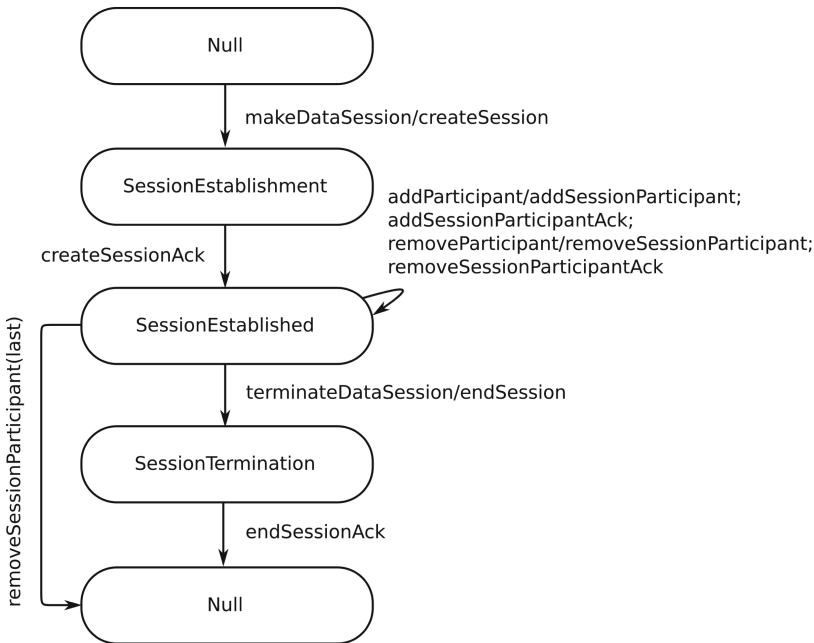 Null
makeDataSession/createSession
SessionEstablishment
addParticipant/addSessionParticipant;
addSessionParticipantAck;
removeParticipant/removeSessionParticipant;
removeSessionParticipantAck
createSessionAck
SessionEstablished
removeSessionParticipant(last)
terminateDataSession/endSession
SessionTermination
endSessionAck
Null